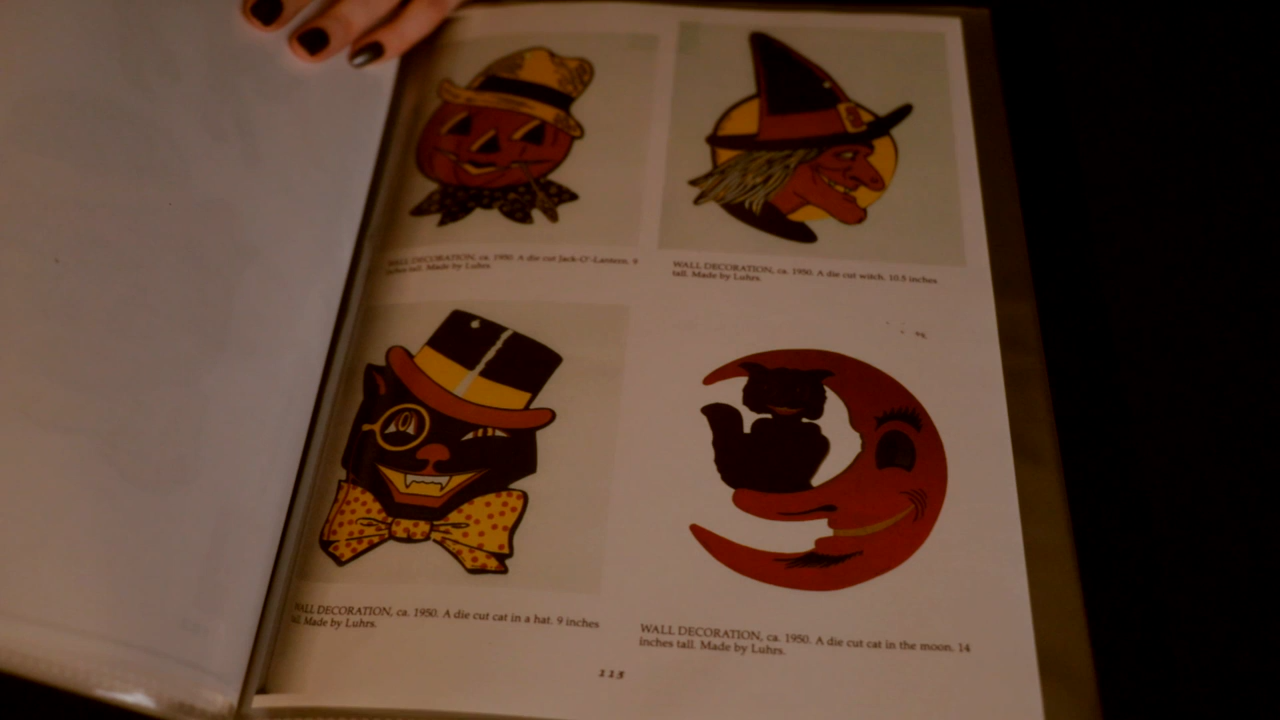 WALL DECORATION, ca. 1950. A die cut Jack-O'-Lantern. 9
inches tall. Made by Luhrs.
WALL DECORATION, ca. 1950. A die cut witch. 10.5 inches
tall. Made by Luhrs.
WALL DECORATION, ca. 1950. A die cut cat in a hat. 9 inches
tall. Made by Luhrs.
WALL DECORATION, ca. 1950. A die cut cat in the moon. 14
inches tall. Made by Luhrs.
113